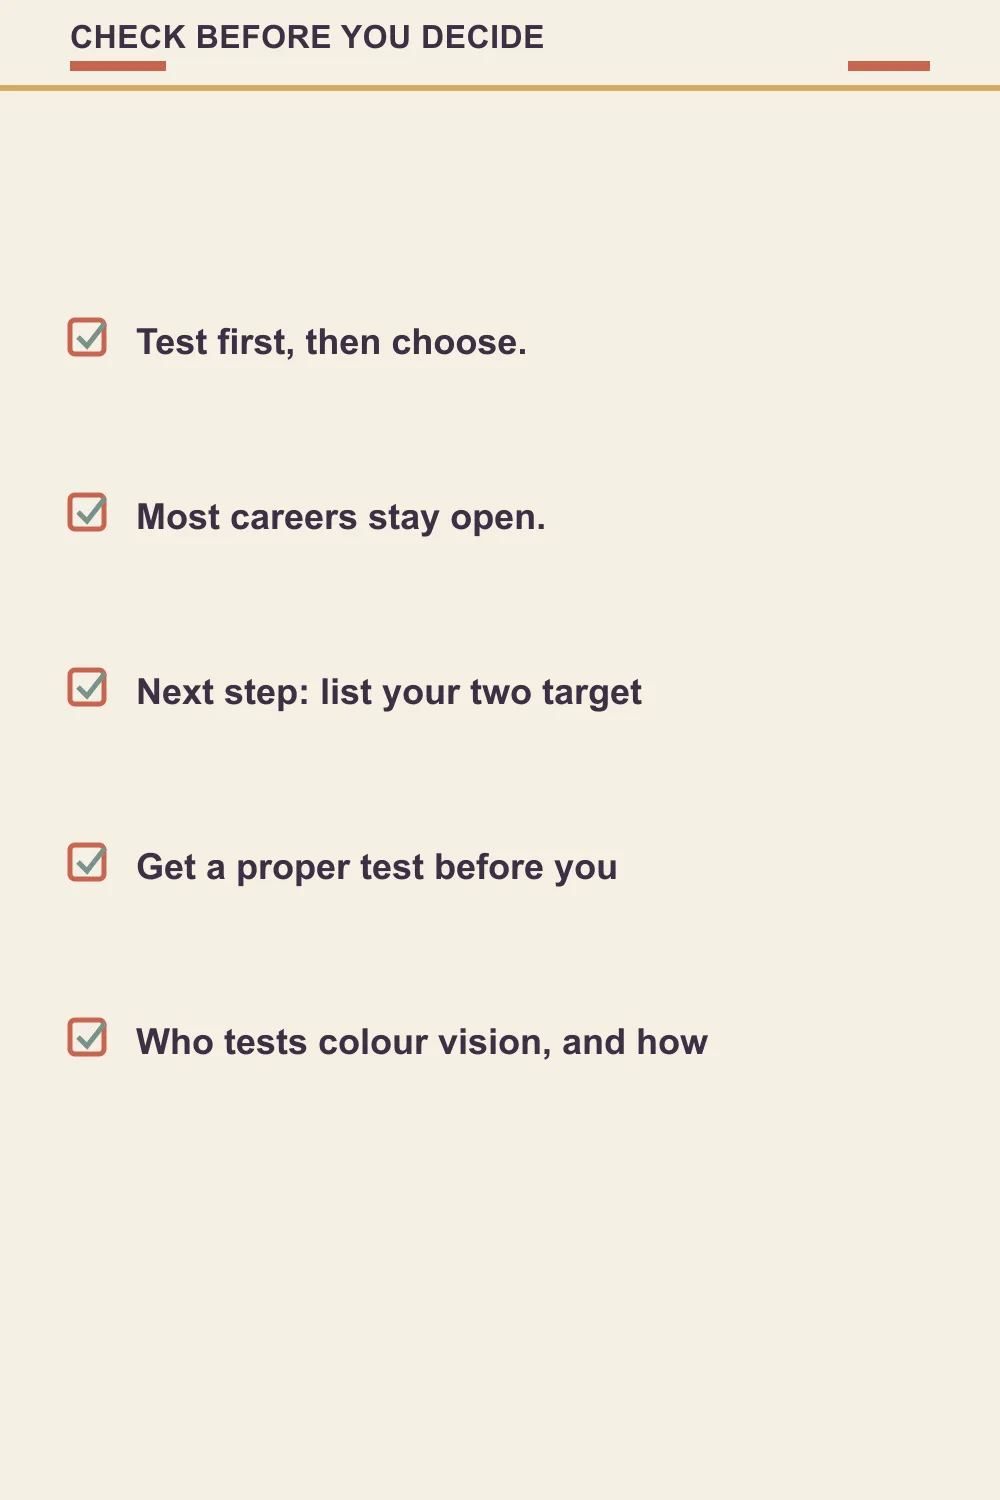 CHECK BEFORE YOU DECIDE
Test first, then choose.
Most careers stay open.
Next step: list your two target
Get a proper test before you
Who tests colour vision, and how